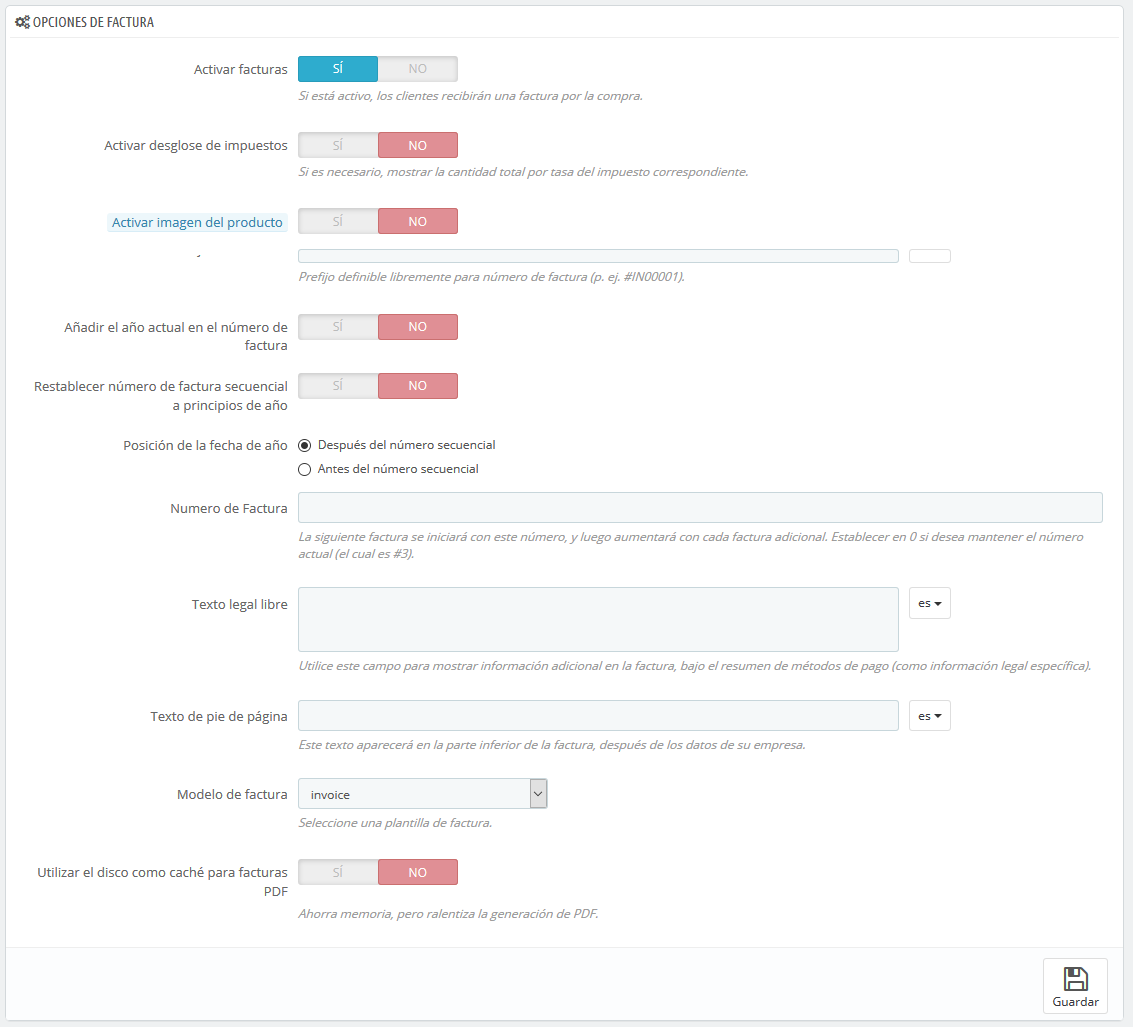 OPCIONES DE FACTURA
Activar facturas
SÍ NO
Si está activo, los clientes recibirán una factura por la compra.
Activar desglose de impuestos
SÍ NO
Si es necesario, mostrar la cantidad total por tasa del impuesto correspondiente.
Activar imagen del producto
SÍ NO
Prefijo definible libremente para número de factura (p. ej. #IN00001).
Añadir el año actual en el número de
factura
SÍ NO
Restablecer número de factura secuencial
a principios de año
SÍ NO
Posición de la fecha de año
Después del número secuencial
Antes del número secuencial
Numero de Factura
La siguiente factura se iniciará con este número, y luego aumentará con cada factura adicional. Establecer en 0 si desea mantener el número
actual (el cual es #3).
Texto legal libre
es
Utilice este campo para mostrar información adicional en la factura, bajo el resumen de métodos de pago (como información legal específica).
Texto de pie de página
es
Este texto aparecerá en la parte inferior de la factura, después de los datos de su empresa.
Modelo de factura
invoice
Seleccione una plantilla de factura.
Utilizar el disco como caché para facturas
PDF
SÍ NO
Ahorra memoria, pero ralentiza la generación de PDF.
Guardar